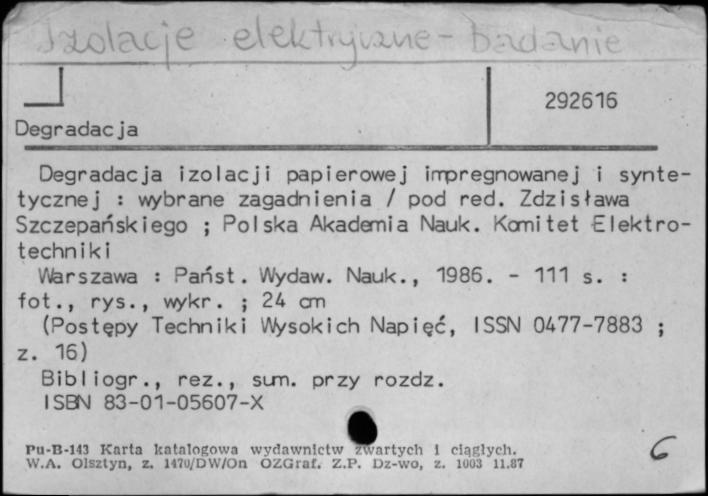 Izolacje elektryczne - badanie
292616
Degradacja
Degradacja izolacji papierowej impregnowanej i synte-
tycznej : wybrane zagadnienia / pod red. Zdzisława
Szczepańskiego ; Polska Akademia Nauk. Komitet Elektro-
techniki
Warszawa : Państ. Wydaw. Nauk., 1986. - 111 s. :
fot., rys., wykr. ; 24 cm
(Postępy Techniki Wysokich Napięć, ISSN 0477-7883 ;
z. 16)
Bibliogr., rez., sum. przy rozdz.
ISBN 83-01-05607-X
Pu-B-143 Karta katalogowa wydawnictw zwartych i ciągłych.
W.A. Olsztyn, z. 1470/DW/On OZGraf. Z.P. Dz-wo, z. 1003 11.87
6